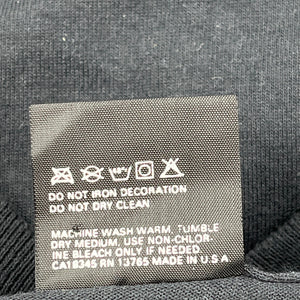 DO NOT IRON DECORATION
DO NOT DRY CLEAN
MACHINE WASH WARM, TUMBLE
DRY MEDIUM, USE NON-CHLOR-
INE BLEACH ONLY IF NEEDED.
CA18345 RN 13765 MADE IN U.S.A